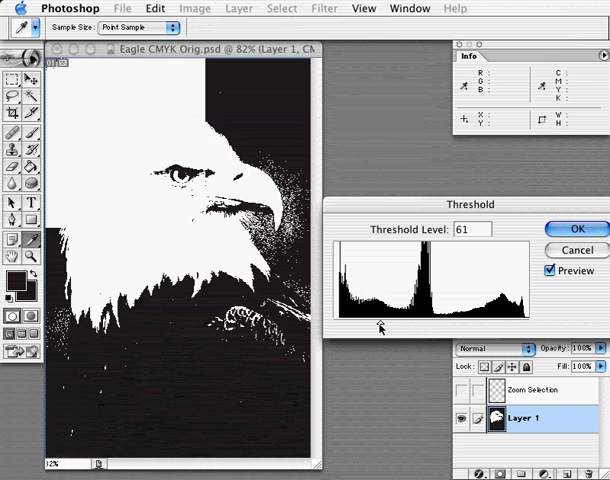 Photoshop File Edit Image Layer Select Filter View Window Help
Sample Size: Point Sample
Eagle CMYK Orig.psd @ 82% (Layer 1, CM
Info
R : C :
G : M :
B : Y :
K :
X : W :
Y : H :
Threshold
Threshold Level: 61
OK
Cancel
Preview
Normal Opacity: 100%
Lock: Fill: 100%
Zoom Selection
Layer 1
12%